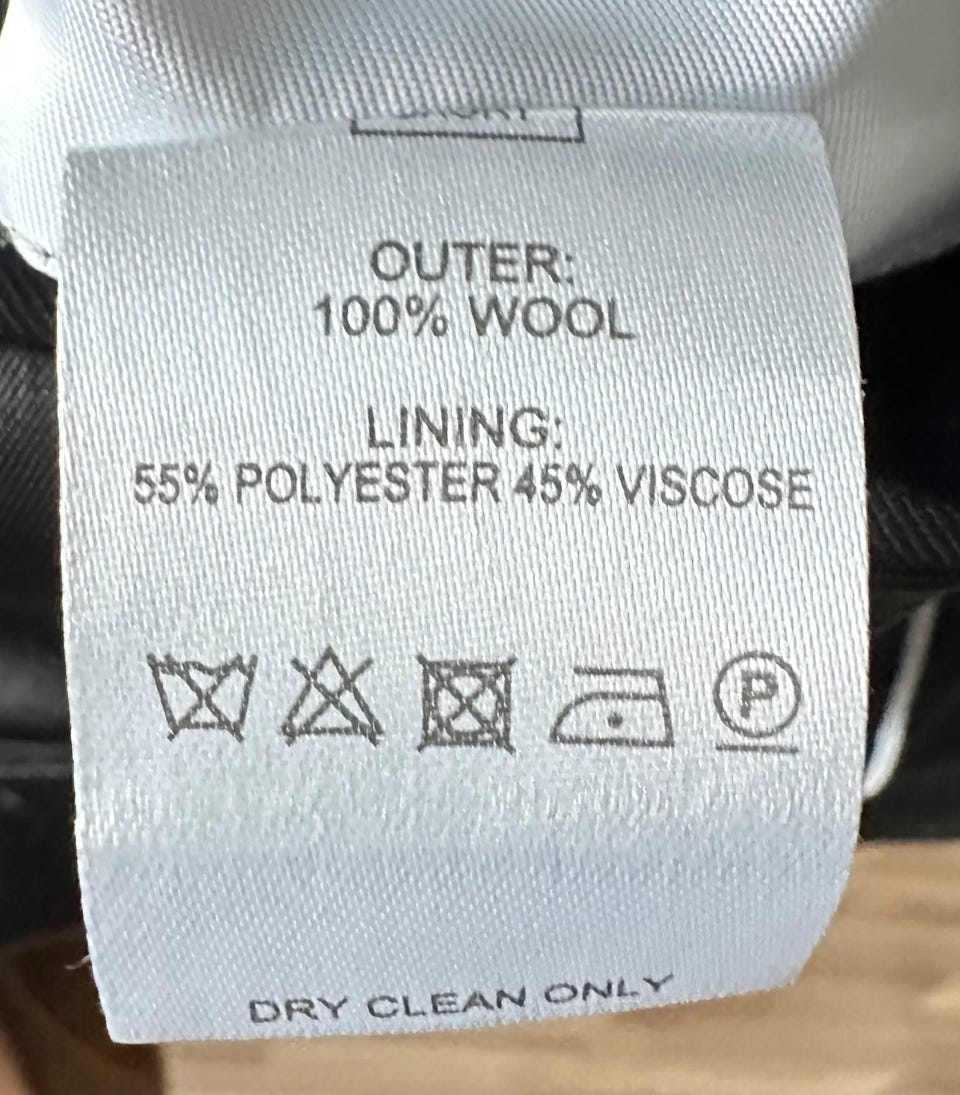 OUTER:
100% WOOL
LINING:
55% POLYESTER 45% VISCOSE
P
DRY CLEAN ONLY